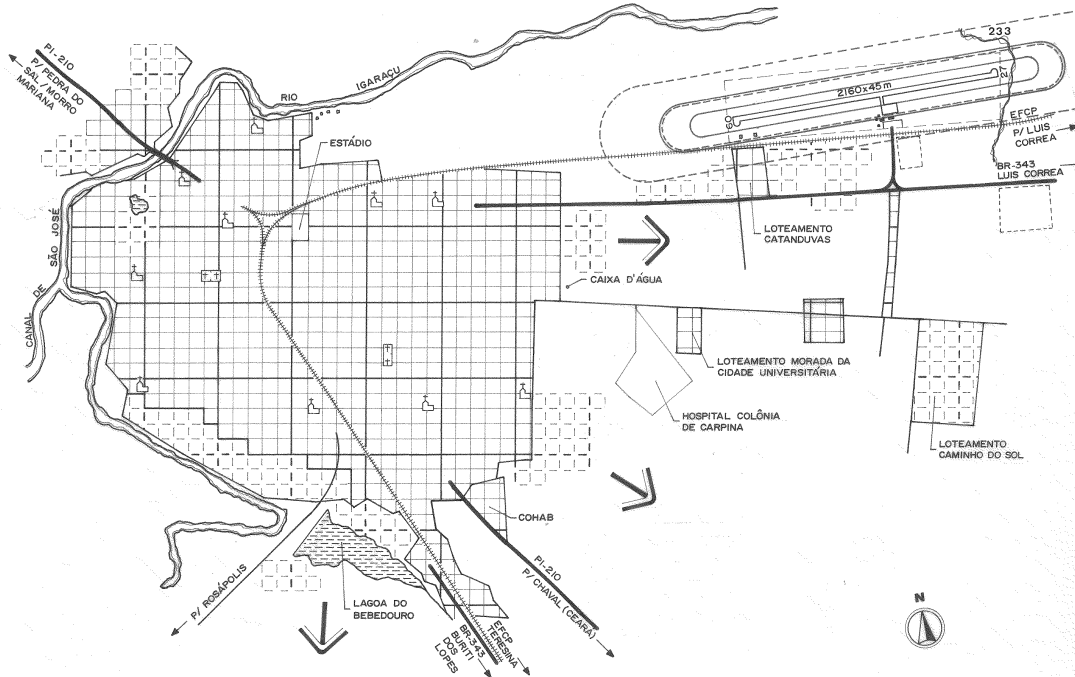 PI-210
P/ PEDRA DO
SAL/MORRO
MARIANA
RIO
IGARAÇU
ESTÁDIO
CANAL DE SÃO JOSÉ
233
27
2160x45m
60
EFCP
P/ LUIS
CORREA
BR-343
LUIS CORREA
LOTEAMENTO
CATANDUVAS
CAIXA D'ÁGUA
LOTEAMENTO MORADA DA
CIDADE UNIVERSITÁRIA
HOSPITAL COLÔNIA
DE CARPINA
LOTEAMENTO
CAMINHO DO SOL
COHAB
PI-210
P/ CHAVAL (CEARÁ)
P/ ROSÁPOLIS
LAGOA DO
BEBEDOURO
BR-343
BURITI
DOS
LOPES
EFCP
TERESINA
N